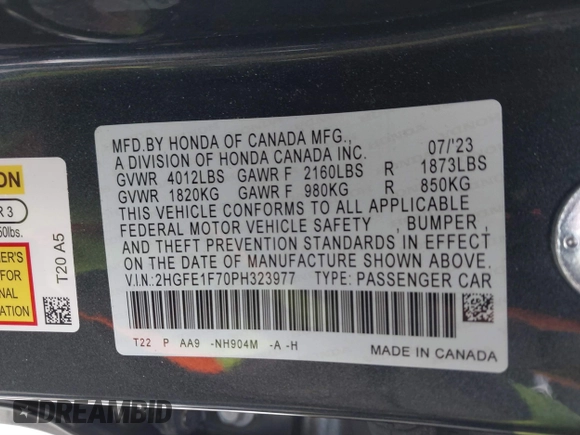 MFD.BY HONDA OF CANADA MFG., 07/'23
A DIVISION OF HONDA CANADA INC.
GVWR 4012LBS GAWR F 2160LBS R 1873LBS
GVWR 1820KG GAWR F 980KG R 850KG
THIS VEHICLE CONFORMS TO ALL APPLICABLE
FEDERAL MOTOR VEHICLE SAFETY , BUMPER ,
AND THEFT PREVENTION STANDARDS IN EFFECT
ON THE DATE OF MANUFACTURE SHOWN ABOVE.
V.I.N.:2HGFE1F70PH323977 TYPE: PASSENGER CAR
T22 P AA9 -NH904M -A -H
MADE IN CANADA
ION
R 3
50lbs.
ER'S
FOR
NAL
ATION
T20 A5
DREAMBID